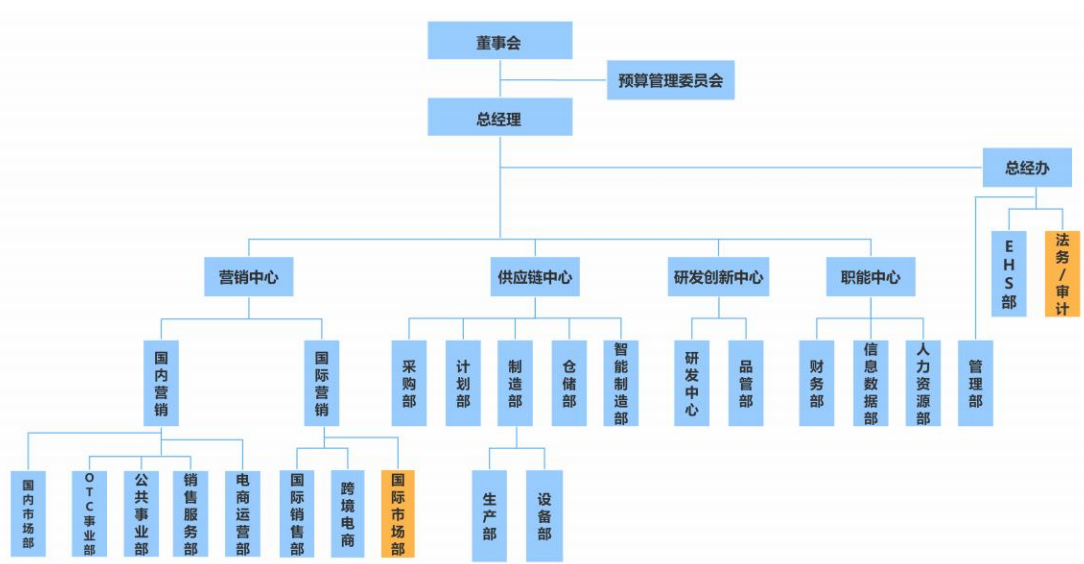 董事会
预算管理委员会
总经理
总经办
EHS部
法务/审计
营销中心
供应链中心
研发创新中心
职能中心
国内营销
国际营销
采购部
计划部
制造部
仓储部
智能制造部
研发中心
品管部
财务部
信息数据部
人力资源部
管理部
国内市场部
OTC事业部
公共事业部
销售服务部
电商运营部
国际销售部
跨境电商
国际市场部
生产部
设备部